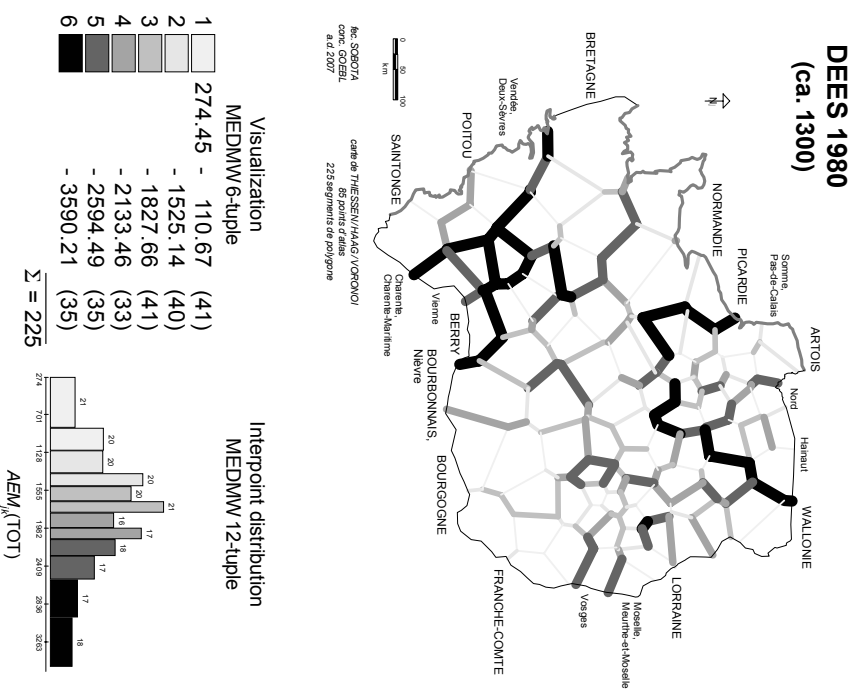 DEES 1980
(ca. 1300)
N
BRETAGNE
NORMANDIE
PICARDIE
Somme,
Pas-de-Calais
ARTOIS
Nord
Hainaut
WALLONIE
LORRAINE
Moselle,
Meurthe-et-Moselle
Vosges
FRANCHE-COMTE
BOURGOGNE
BOURBONNAIS,
Nièvre
BERRY
Vienne
Charente,
Charente-Maritime
SAINTONGE
POITOU
Vendée,
Deux-Sèvres
0 50 100
km
fec. SOBOTA
conc. GOEBL
a.d. 2007
carte de THIESSEN/HAAG/VORONOI
85 points d'atlas
225 segments de polygone
Visualization
MEDMW 6-tuple
1 274.45 - 110.67 (41)
2 - 1525.14 (40)
3 - 1827.66 (41)
4 - 2133.46 (33)
5 - 2594.49 (35)
6 - 3590.21 (35)
Σ = 225
Interpoint distribution
MEDMW 12-tuple
21 20 20 20 20 21 16 17 18 17 17 18
274 701 1128 1555 1982 2409 2836 3263
AEM jk (TOT)